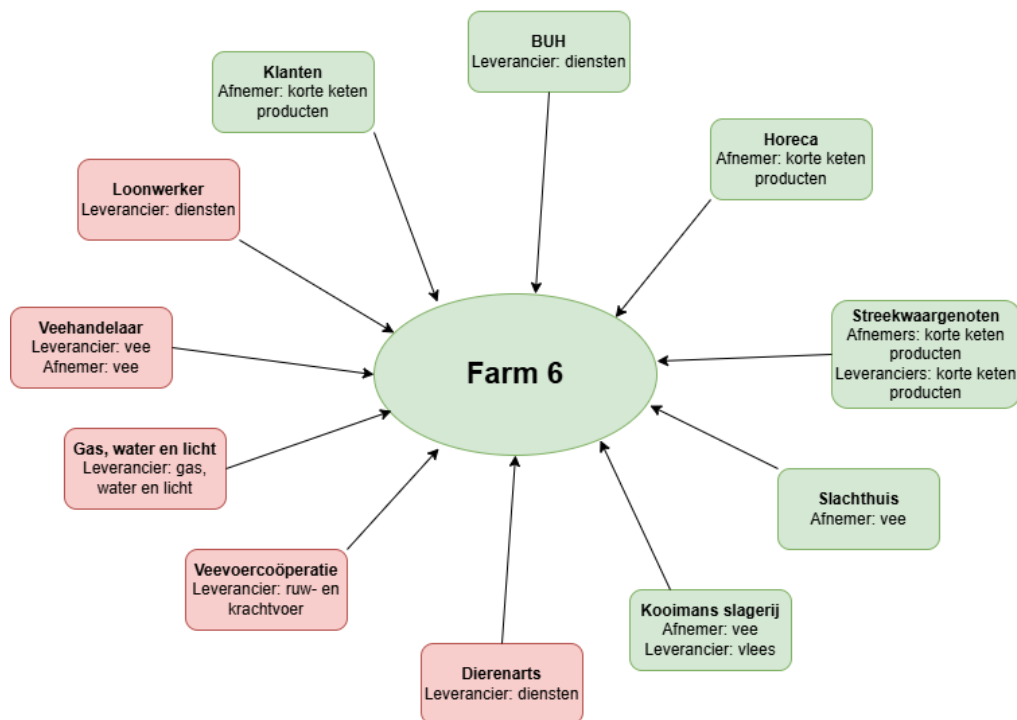 BUH
Leverancier: diensten
Klanten
Afnemer: korte keten
producten
Horeca
Afnemer: korte keten
producten
Loonwerker
Leverancier: diensten
Veehandelaar
Leverancier: vee
Afnemer: vee
Farm 6
Streekwaargenoten
Afnemers: korte keten
producten
Leveranciers: korte keten
producten
Gas, water en licht
Leverancier: gas,
water en licht
Slachthuis
Afnemer: vee
Veevoercoöperatie
Leverancier: ruw- en
krachtvoer
Kooimans slagerij
Afnemer: vee
Leverancier: vlees
Dierenarts
Leverancier: diensten